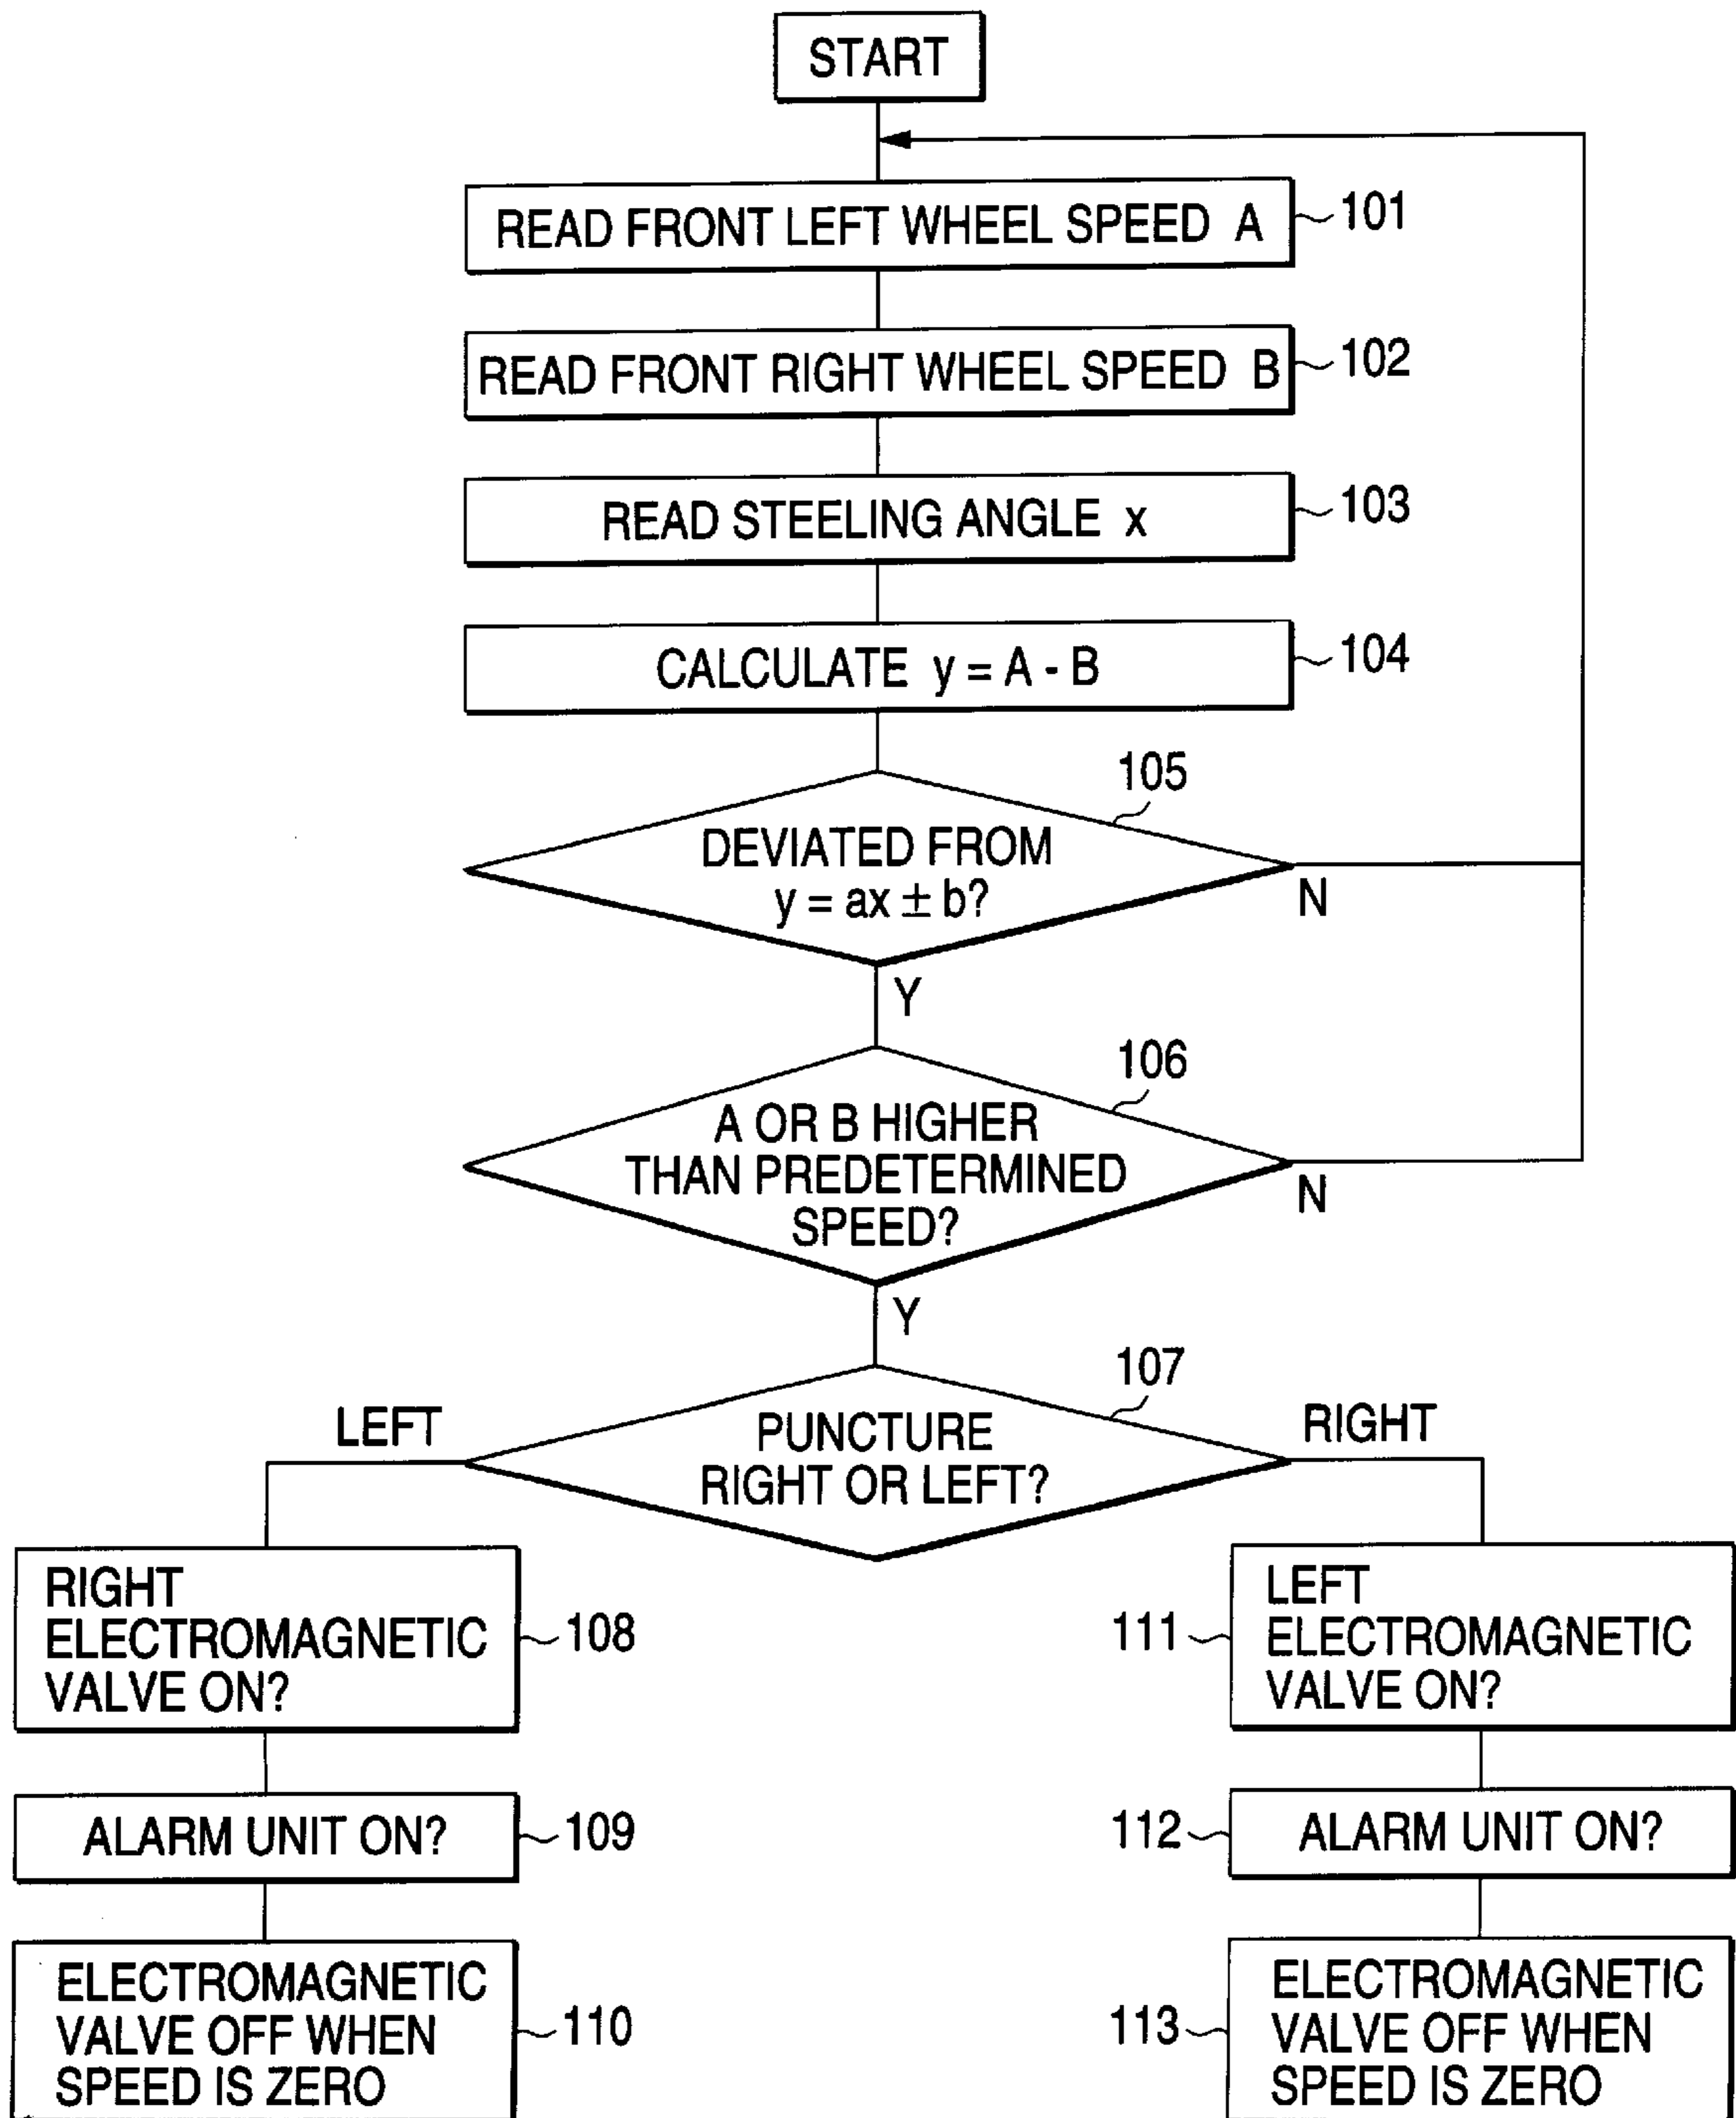 START
READ FRONT LEFT WHEEL SPEED A
101
READ FRONT RIGHT WHEEL SPEED B
102
READ STEELING ANGLE x
103
CALCULATE y = A - B
104
105
DEVIATED FROM
y = ax ± b?
N
Y
106
A OR B HIGHER
THAN PREDETERMINED
SPEED?
N
Y
107
PUNCTURE
RIGHT OR LEFT?
LEFT
RIGHT
RIGHT
ELECTROMAGNETIC
VALVE ON?
108
ALARM UNIT ON?
109
ELECTROMAGNETIC
VALVE OFF WHEN
SPEED IS ZERO
110
LEFT
ELECTROMAGNETIC
VALVE ON?
111
ALARM UNIT ON?
112
ELECTROMAGNETIC
VALVE OFF WHEN
SPEED IS ZERO
113